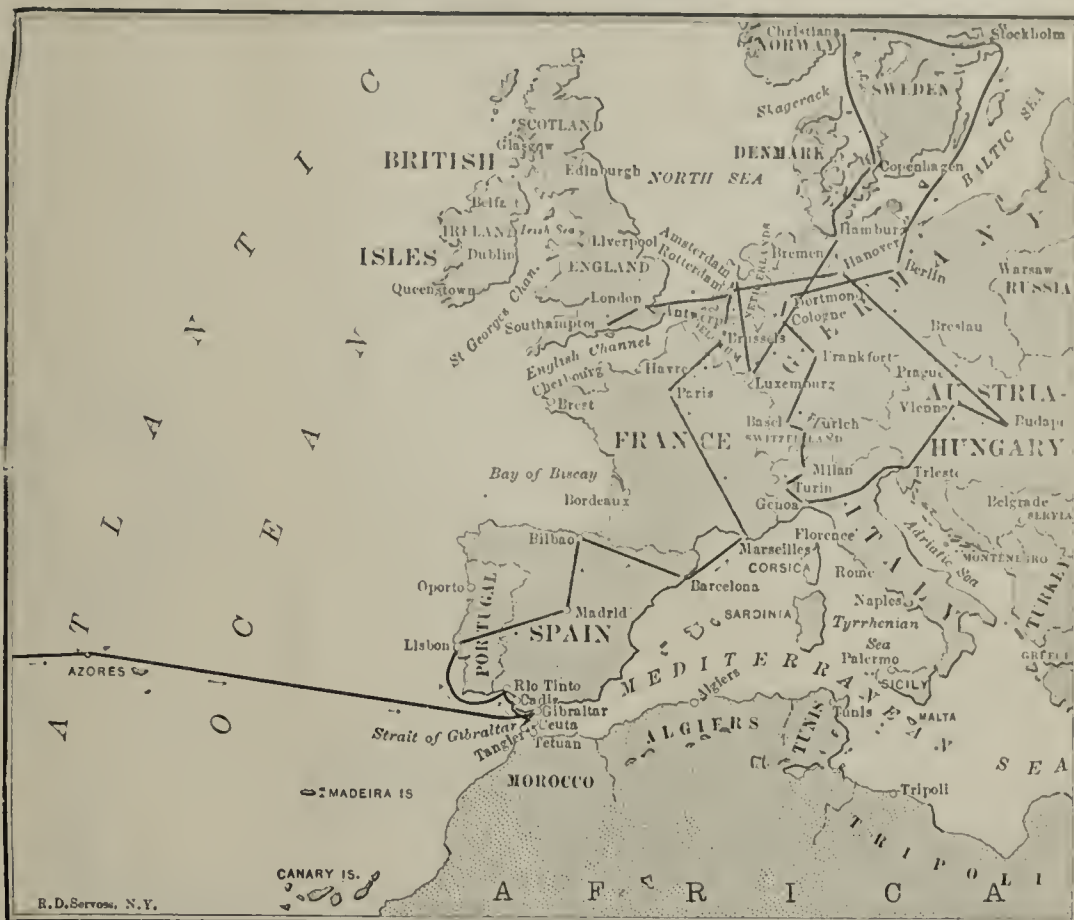 Christiana
NORWAY
Stockholm
SWEDEN
Skagerack
BALTIC SEA
DENMARK
Copenhagen
SCOTLAND
Glasgow
BRITISH
Edinburgh
NORTH SEA
Belfast
IRELAND
Irish Sea
Dublin
ISLES
Liverpool
ENGLAND
Queenstown
St Georges Chan.
London
Southampton
English Channel
Amsterdam
Rotterdam
NETHERLANDS
Bremen
Hamburg
Hanover
Berlin
GERMANY
Warsaw
RUSSIA
Antwerp
BELGIUM
Brussels
Dortmond
Cologne
Breslau
Cherbourg
Havre
Brest
Paris
Luxemburg
Frankfort
Prague
AUSTRIA-
HUNGARY
Vienna
Budap
Basel
Zurich
SWITZERLAND
FRANCE
Milan
Turin
Trieste
Genoa
Bay of Biscay
Bordeaux
Belgrade
SERVIA
ITALY
Adriatic Sea
MONTENEGRO
TURKEY
GREECE
Bilbao
Marseilles
Florence
CORSICA
Rome
Barcelona
Oporto
PORTUGAL
Madrid
SPAIN
Lisbon
SARDINIA
Naples
Tyrrhenian
Sea
Palermo
SICILY
MEDITERRANEAN
SEA
ATLANTIC
OCEAN
AZORES
Rio Tinto
Cadis
Gibraltar
Strait of Gibraltar
Ceuta
Tangier
Tetuan
Algiers
ALGIERS
TUNIS
Tunis
MALTA
MOROCCO
MADEIRA IS
Tripoli
TRIPOLI
CANARY IS.
AFRICA
R.D.Servoss, N.Y.